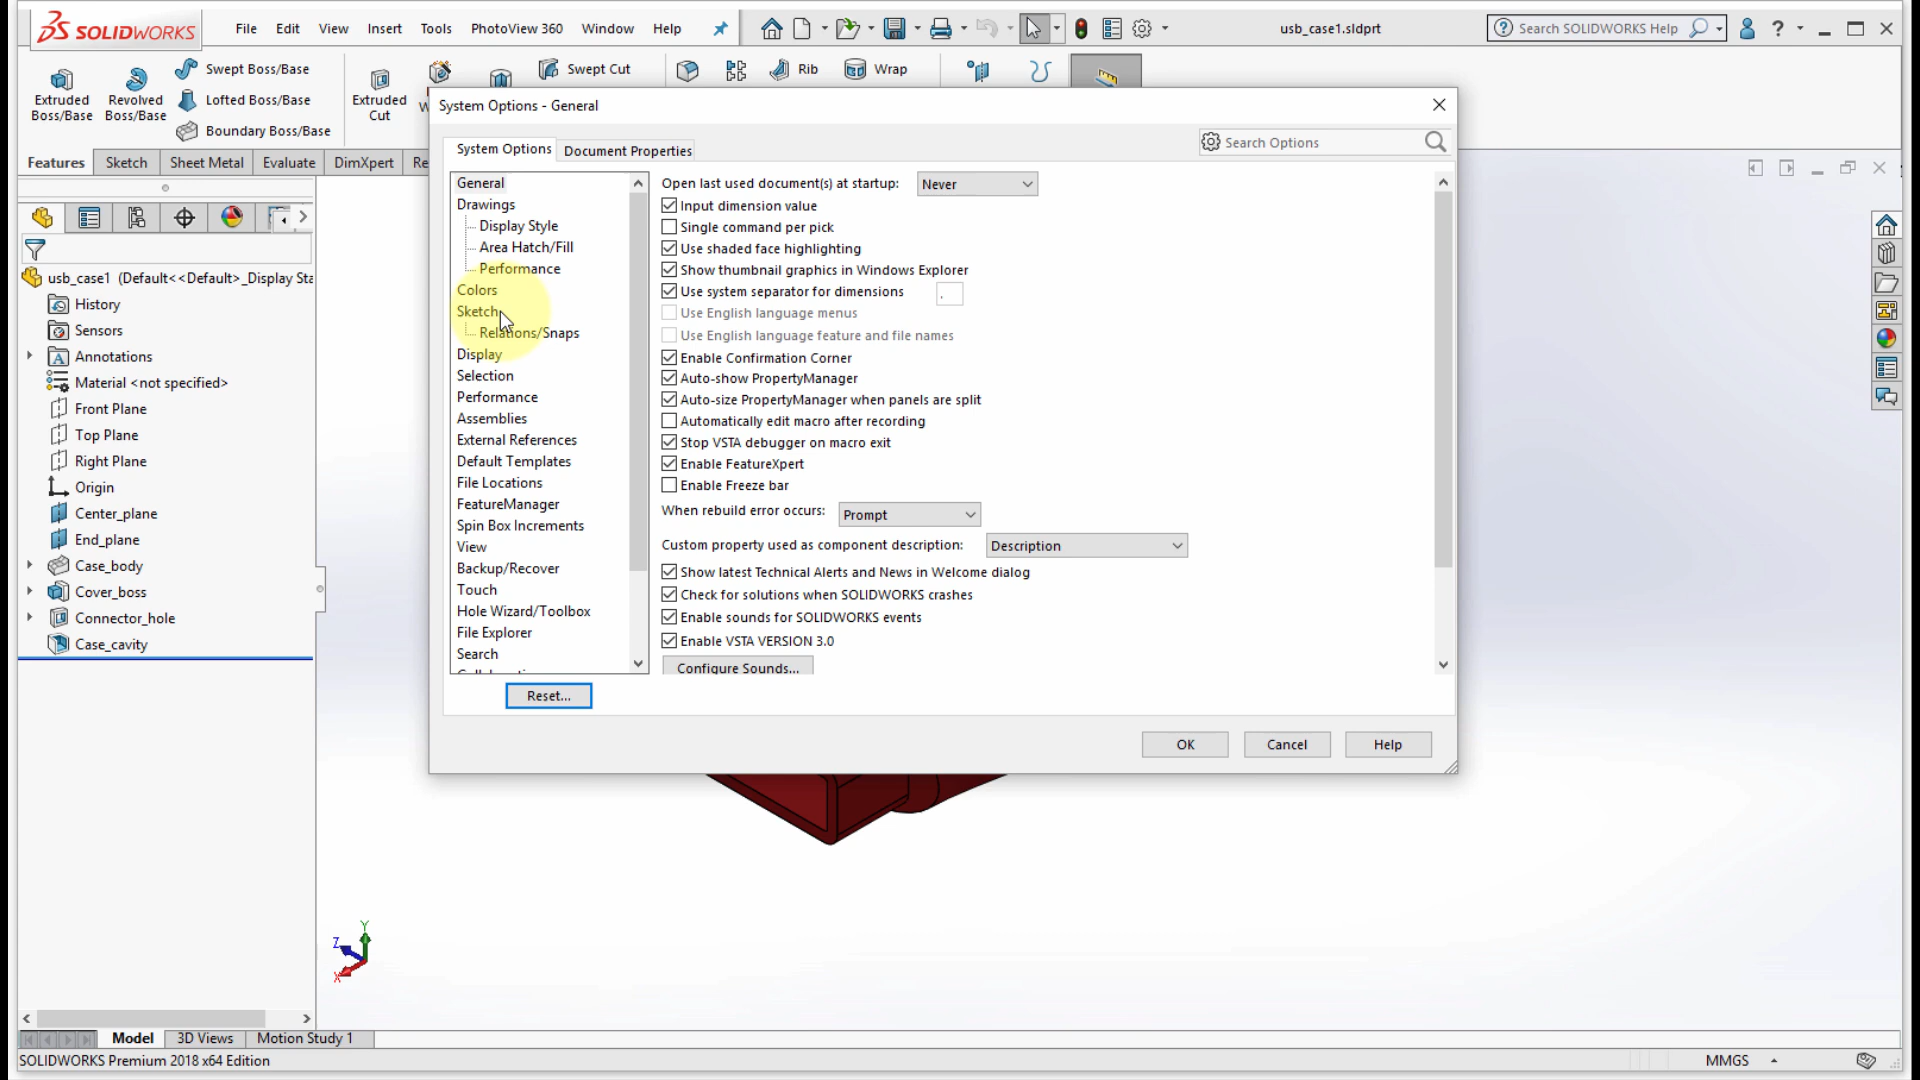 SOLIDWORKS File Edit View Insert Tools PhotoView 360 Window Help usb_case1.sldprt Search SOLIDWORKS Help ?
Extruded Boss/Base
Revolved Boss/Base
Swept Boss/Base
Lofted Boss/Base
Boundary Boss/Base
Extruded Cut
Swept Cut
Rib
Wrap
Features Sketch Sheet Metal Evaluate DimXpert Re
usb_case1 (Default<<Default>_Display Sta
History
Sensors
Annotations
Material <not specified>
Front Plane
Top Plane
Right Plane
Origin
Center_plane
End_plane
Case_body
Cover_boss
Connector_hole
Case_cavity
System Options - General
System Options Document Properties
Search Options
General
Drawings
Display Style
Area Hatch/Fill
Performance
Colors
Sketch
Relations/Snaps
Display
Selection
Performance
Assemblies
External References
Default Templates
File Locations
FeatureManager
Spin Box Increments
View
Backup/Recover
Touch
Hole Wizard/Toolbox
File Explorer
Search
Reset...
Open last used document(s) at startup: Never
Input dimension value
Single command per pick
Use shaded face highlighting
Show thumbnail graphics in Windows Explorer
Use system separator for dimensions .
Use English language menus
Use English language feature and file names
Enable Confirmation Corner
Auto-show PropertyManager
Auto-size PropertyManager when panels are split
Automatically edit macro after recording
Stop VSTA debugger on macro exit
Enable FeatureXpert
Enable Freeze bar
When rebuild error occurs: Prompt
Custom property used as component description: Description
Show latest Technical Alerts and News in Welcome dialog
Check for solutions when SOLIDWORKS crashes
Enable sounds for SOLIDWORKS events
Enable VSTA VERSION 3.0
Configure Sounds...
OK Cancel Help
Y
Z
X
Model 3D Views Motion Study 1
SOLIDWORKS Premium 2018 x64 Edition MMGS